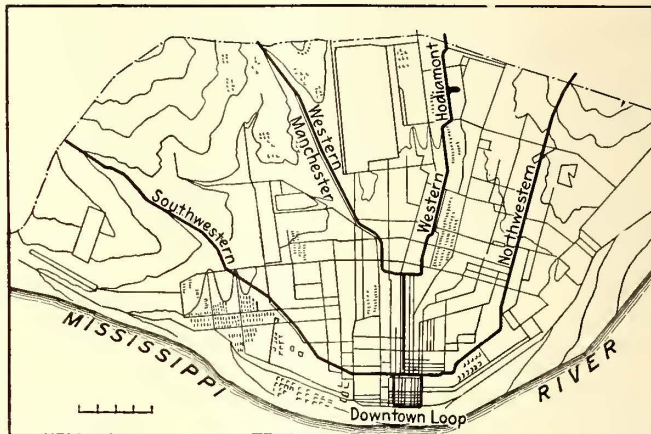 Western
Manchester
Hodiamont
Western
Northwestern
Southwestern
MISSISSIPPI
RIVER
Downtown Loop